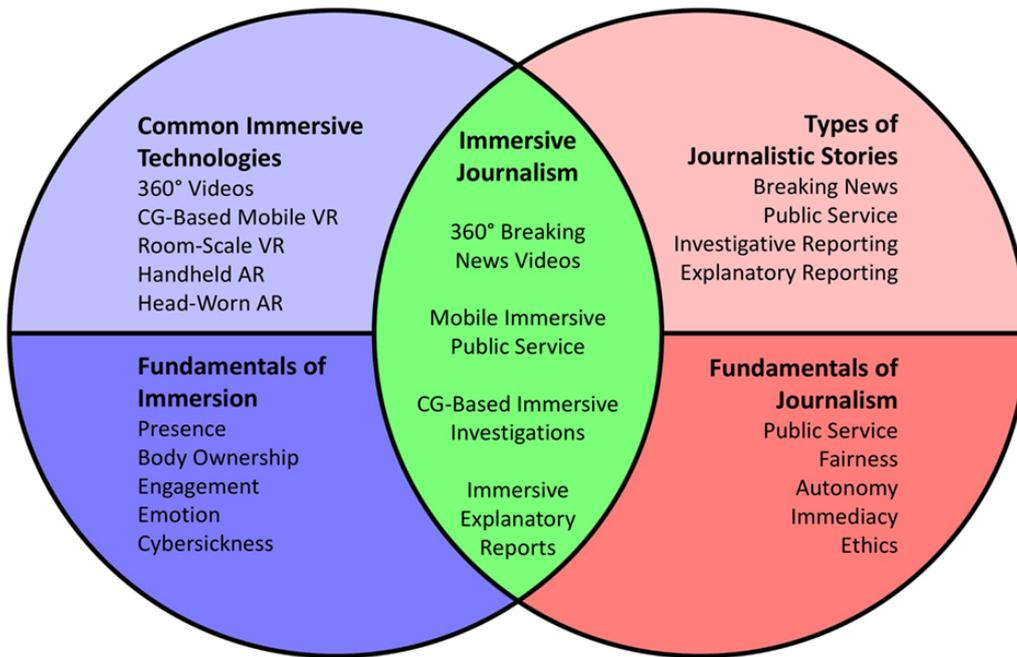 Common Immersive
Technologies
360° Videos
CG-Based Mobile VR
Room-Scale VR
Handheld AR
Head-Worn AR
Fundamentals of
Immersion
Presence
Body Ownership
Engagement
Emotion
Cybersickness
Immersive
Journalism
360° Breaking
News Videos
Mobile Immersive
Public Service
CG-Based Immersive
Investigations
Immersive
Explanatory
Reports
Types of
Journalistic Stories
Breaking News
Public Service
Investigative Reporting
Explanatory Reporting
Fundamentals of
Journalism
Public Service
Fairness
Autonomy
Immediacy
Ethics